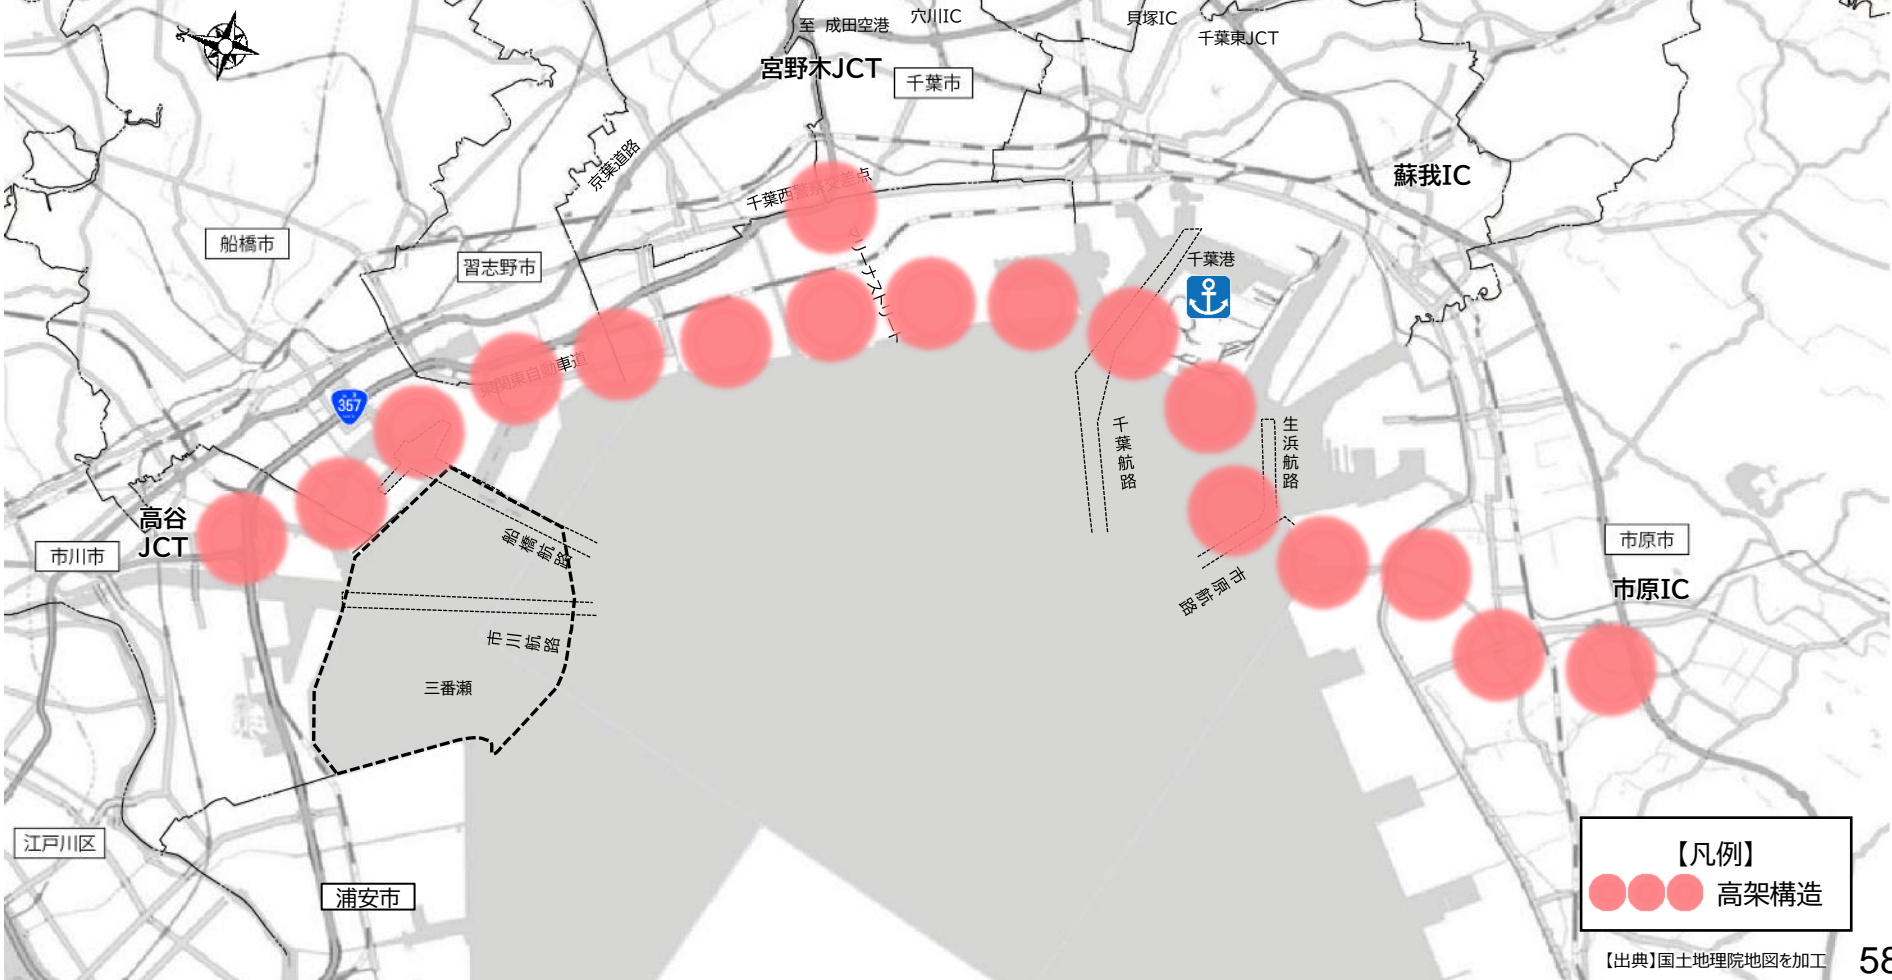 至 成田空港
穴川IC
貝塚IC
千葉東JCT
宮野木JCT
千葉市
京葉道路
蘇我IC
千葉西警察交差点
船橋市
習志野市
マリーナストリート
千葉港
東関東自動車道
357
千葉航路
生浜航路
高谷
JCT
市川市
船橋航路
市原航路
市原市
市原IC
市川航路
三番瀬
江戸川区
浦安市
【凡例】
高架構造
【出典】国土地理院地図を加工
58